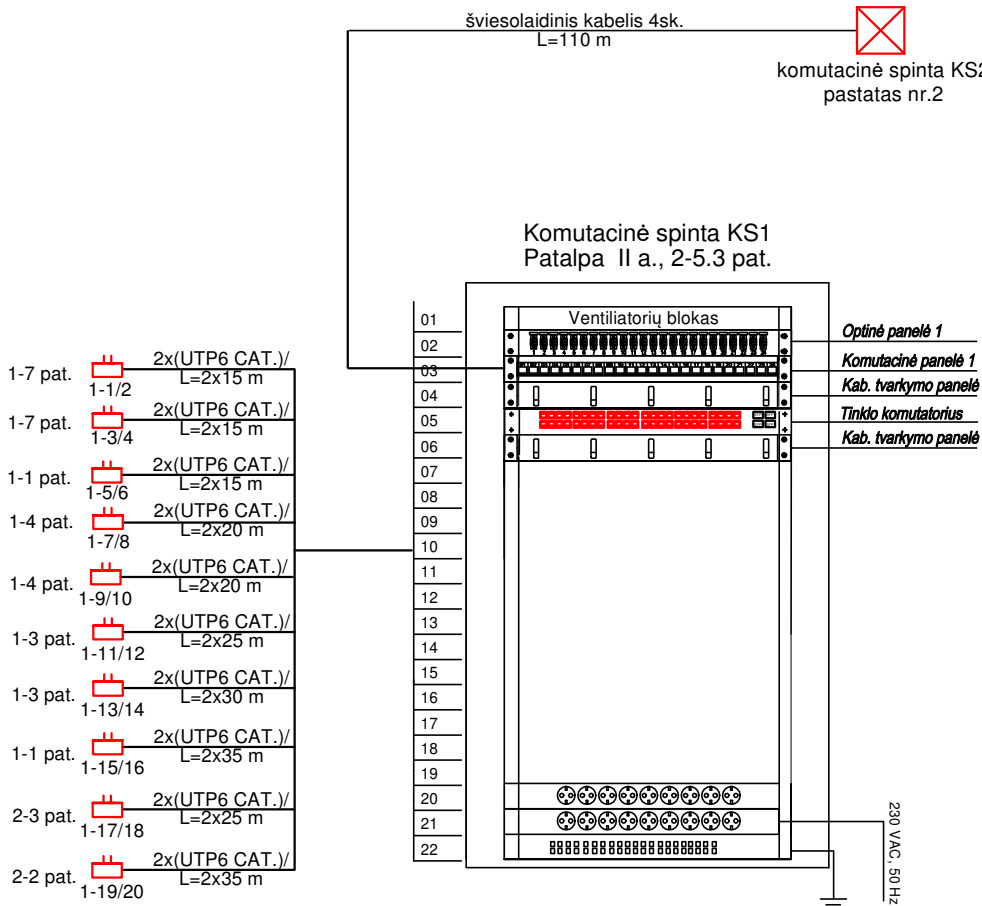 šviesolaidinis kabelis 4sk.
L=110 m
komutacinė spinta KS2
pastatas nr.2
Komutacinė spinta KS1
Patalpa II a., 2-5.3 pat.
Ventiliatorių blokas
01
02
03
04
05
06
07
08
09
10
11
12
13
14
15
16
17
18
19
20
21
22
Optinė panelė 1
Komutacinė panelė 1
Kab. tvarkymo panelė
Tinklo komutatorius
Kab. tvarkymo panelė
1-7 pat.
1-1/2
2x(UTP6 CAT.)/
L=2x15 m
1-7 pat.
1-3/4
2x(UTP6 CAT.)/
L=2x15 m
1-1 pat.
1-5/6
2x(UTP6 CAT.)/
L=2x15 m
1-4 pat.
1-7/8
2x(UTP6 CAT.)/
L=2x20 m
1-4 pat.
1-9/10
2x(UTP6 CAT.)/
L=2x20 m
1-3 pat.
1-11/12
2x(UTP6 CAT.)/
L=2x25 m
1-3 pat.
1-13/14
2x(UTP6 CAT.)/
L=2x30 m
1-1 pat.
1-15/16
2x(UTP6 CAT.)/
L=2x35 m
2-3 pat.
1-17/18
2x(UTP6 CAT.)/
L=2x25 m
2-2 pat.
1-19/20
2x(UTP6 CAT.)/
L=2x35 m
230 VAC, 50 Hz